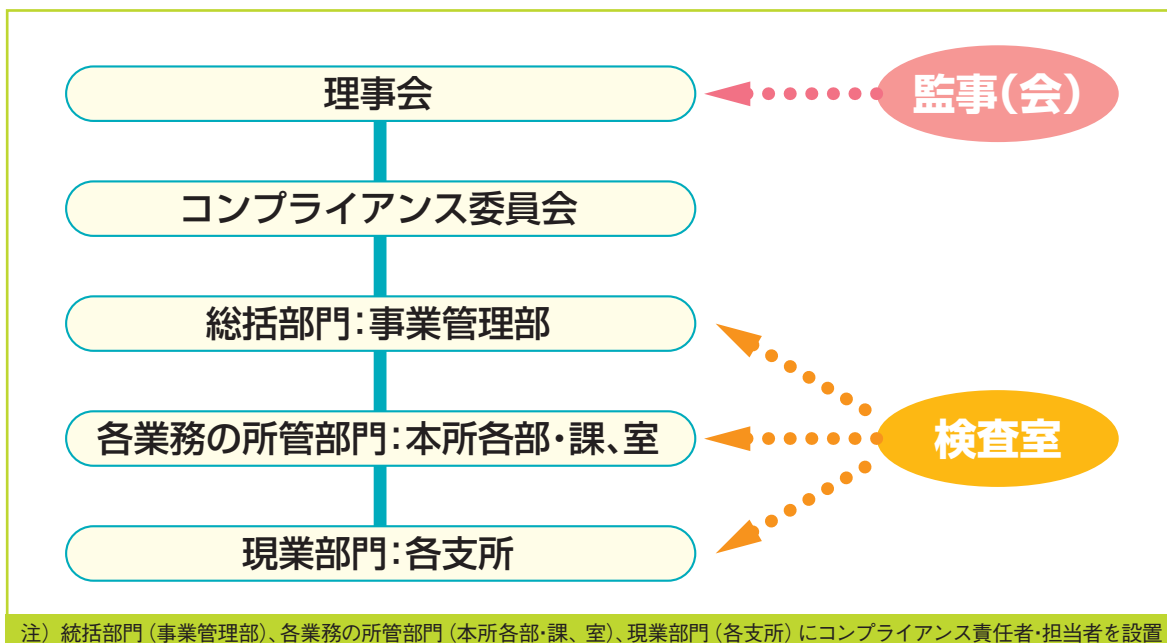 理事会
監事(会)
コンプライアンス委員会
総括部門:事業管理部
各業務の所管部門:本所各部・課、室
検査室
現業部門:各支所
注)統括部門(事業管理部)、各業務の所管部門(本所各部・課、室)、現業部門(各支所)にコンプライアンス責任者・担当者を設置